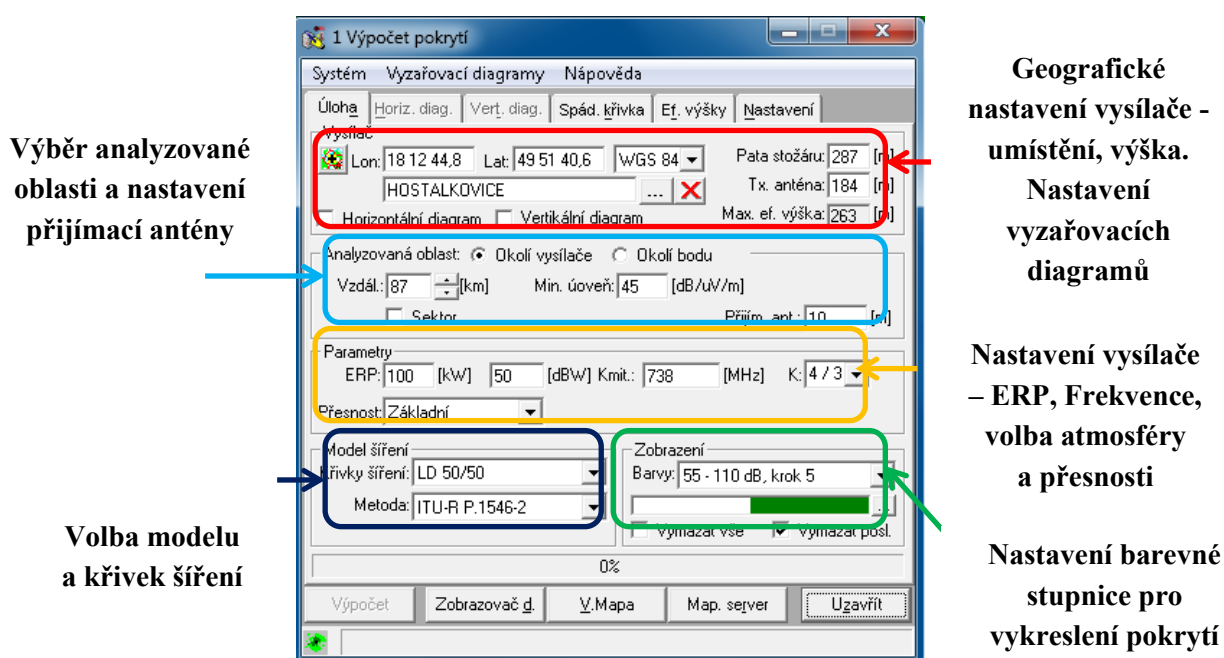 1 Výpočet pokrytí
Systém Vyzařovací diagramy Nápověda
Úloha Horiz. diag. Vert. diag. Spád. křivka Ef. výšky Nastavení
Vysílač
Lon: 18 12 44,8 Lat: 49 51 40,6 WGS 84 Pata stožáru: 287 [m]
HOSTALKOVICE ... Tx. anténa: 184 [m]
Horizontální diagram Vertikální diagram Max. ef. výška: 263 [m]
Analyzovaná oblast: Okolí vysílače Okolí bodu
Vzdál.: 87 [km] Min. úoveň: 45 [dB/uV/m]
Sektor Přijím. ant.: 10 [m]
Parametry
ERP: 100 [kW] 50 [dBW] Kmit.: 738 [MHz] K: 4 / 3
Přesnost: Základní
Model šíření
Křivky šíření: LD 50/50
Metoda: ITU-R P.1546-2
Zobrazení
Barvy: 55 - 110 dB, krok 5
...
Vymazat vše Vymazat posl.
0%
Výpočet Zobrazovač d. V.Mapa Map. server Uzavřít
Výběr analyzované
oblasti a nastavení
přijímací antény
Volba modelu
a křivek šíření
Geografické
nastavení vysílače -
umístění, výška.
Nastavení
vyzařovacích
diagramů
Nastavení vysílače
– ERP, Frekvence,
volba atmosféry
a přesnosti
Nastavení barevné
stupnice pro
vykreslení pokrytí